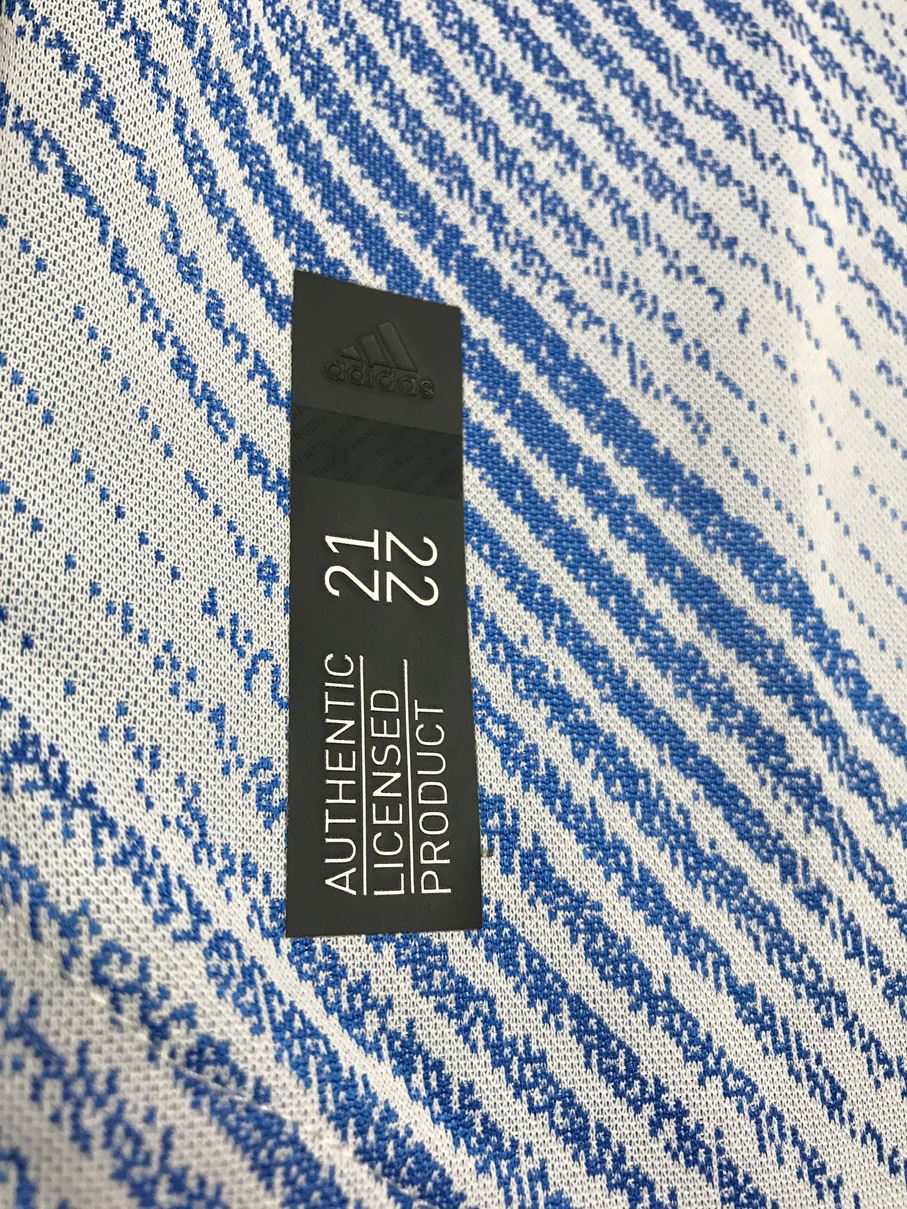 adidas
21
22
AUTHENTIC
LICENSED
PRODUCT